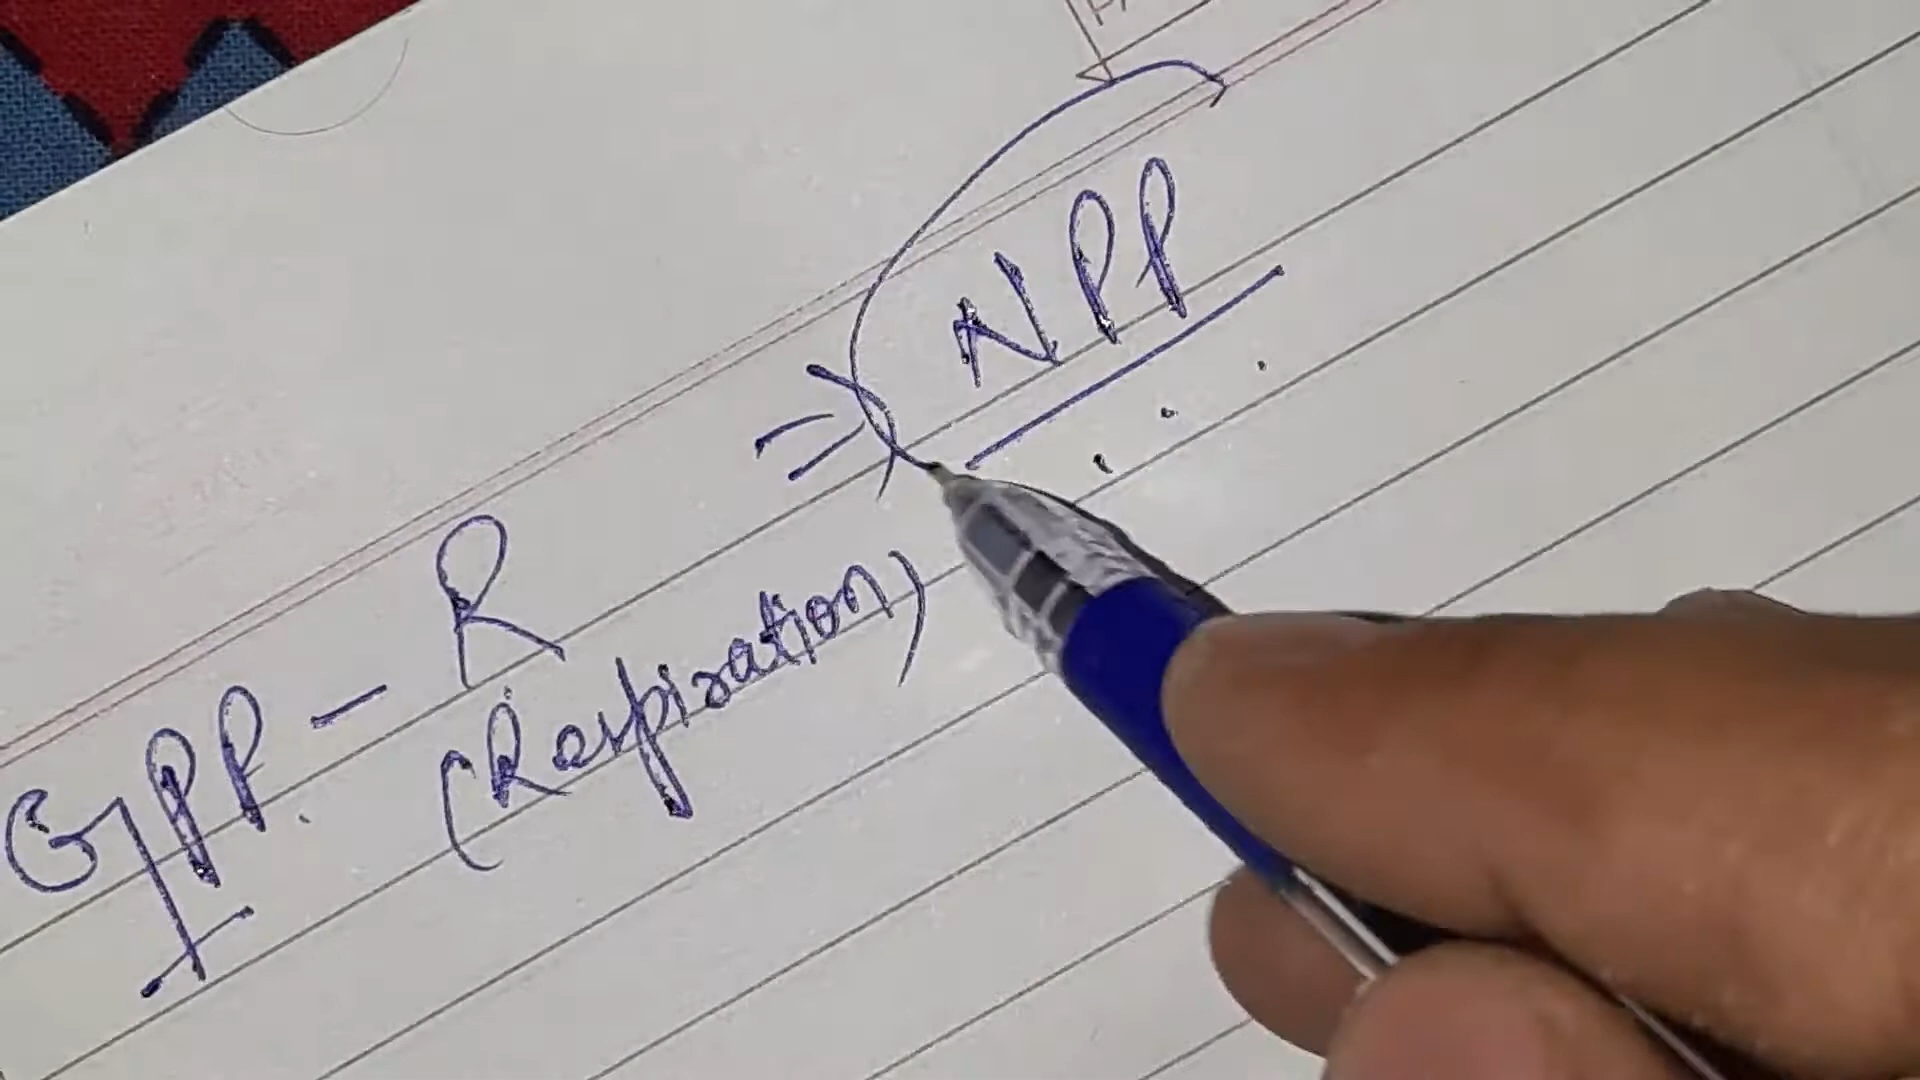 GPP - R => NPP
(Respiration)